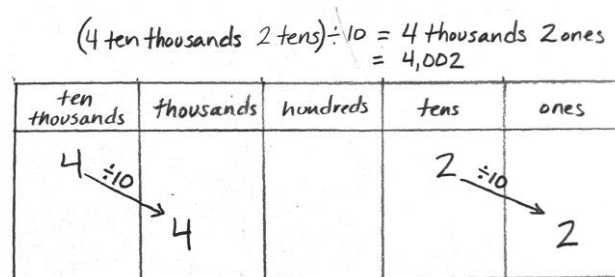 (4 ten thousands 2 tens) ÷ 10 = 4 thousands 2 ones
= 4,002
ten thousands thousands hundreds tens ones
4 ÷10 2 ÷10
4 2